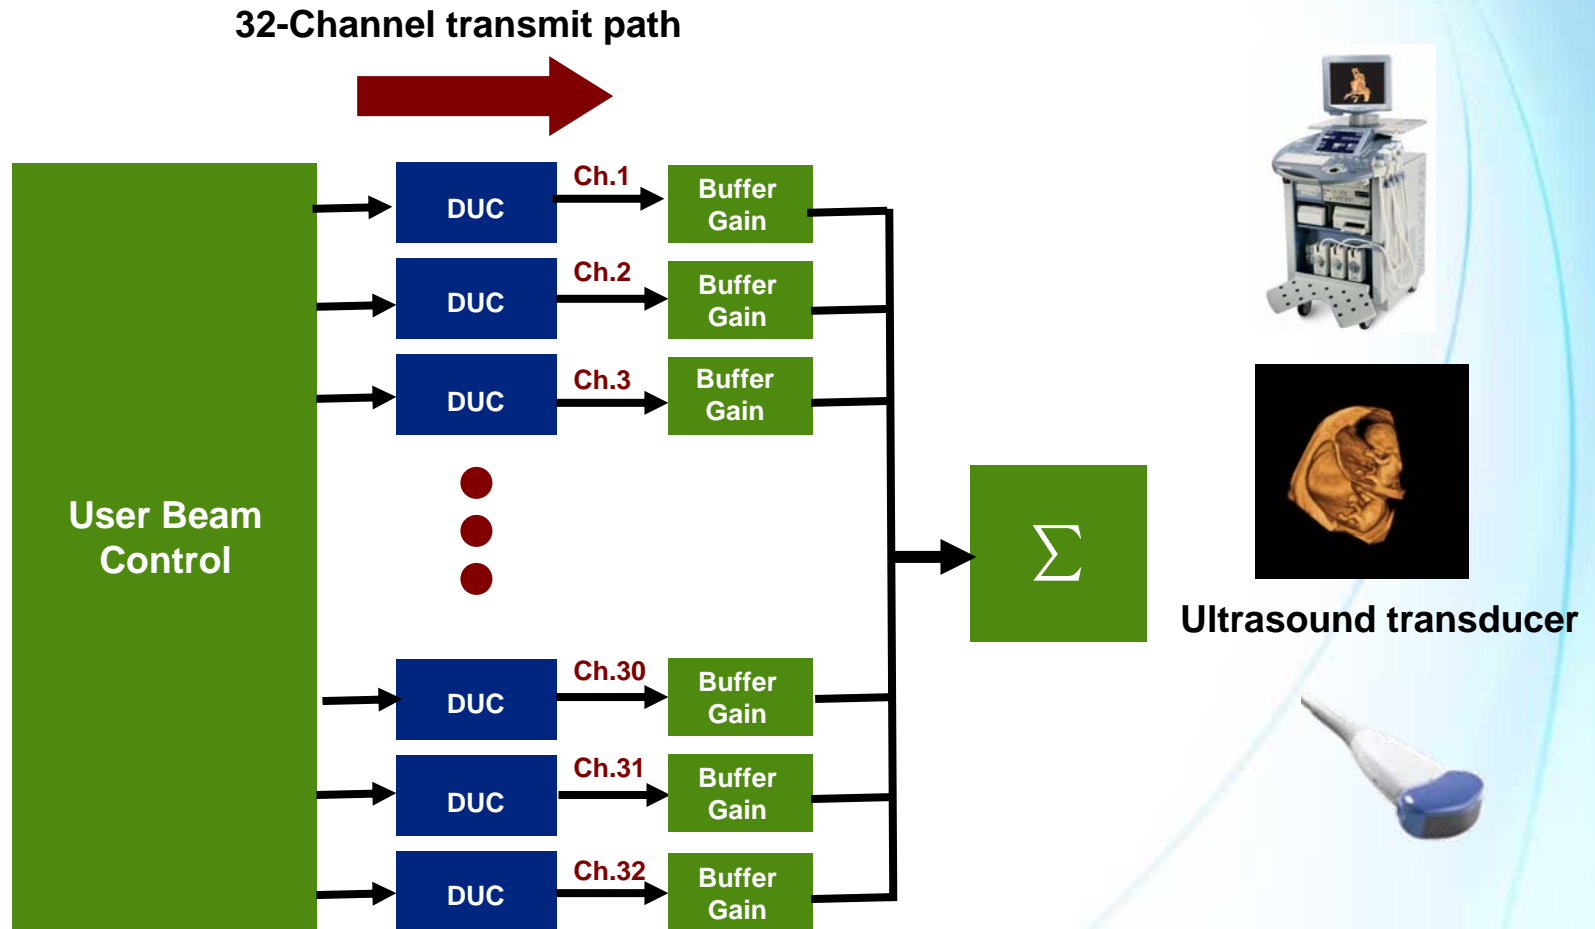 32-Channel transmit path
User Beam
Control
DUC
Ch.1
Buffer
Gain
DUC
Ch.2
Buffer
Gain
DUC
Ch.3
Buffer
Gain
Σ
Ultrasound transducer
DUC
Ch.30
Buffer
Gain
DUC
Ch.31
Buffer
Gain
DUC
Ch.32
Buffer
Gain